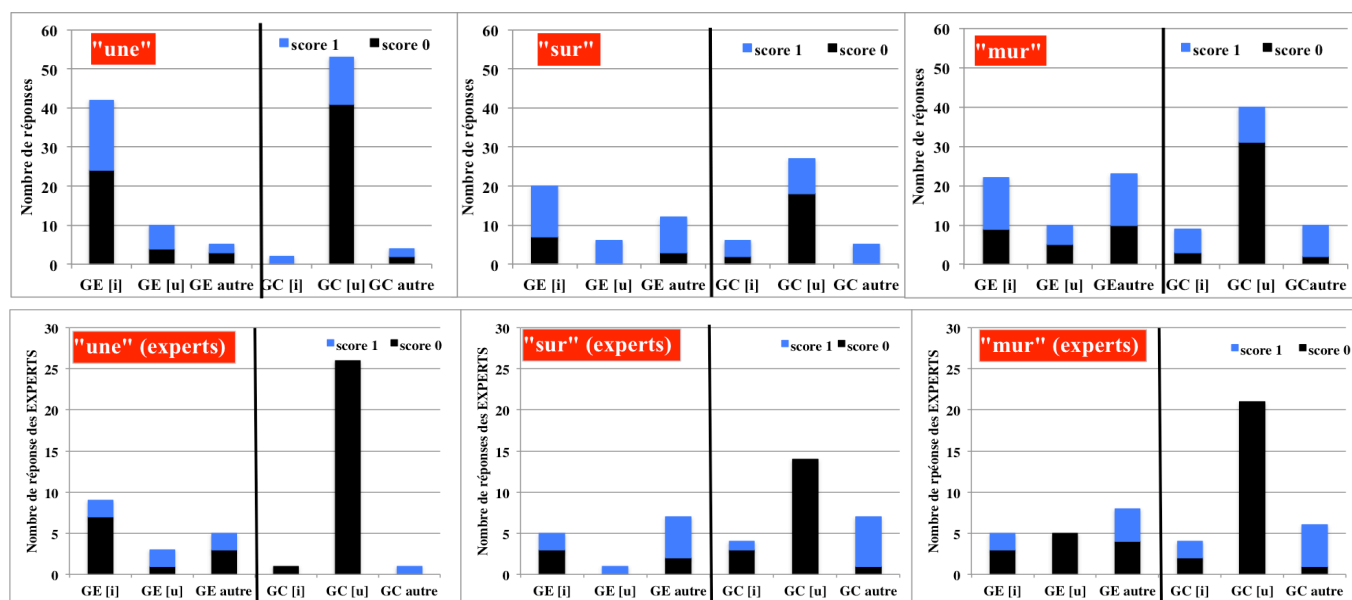 "une"
score 1
score 0
Nombre de réponses
60
50
40
30
20
10
0
GE [i]
GE [u]
GE autre
GC [i]
GC [u]
GC autre
"sur"
score 1
score 0
Nombre de réponses
60
50
40
30
20
10
0
GE [i]
GE [u]
GE autre
GC [i]
GC [u]
GC autre
"mur"
score 1
score 0
Nombre de réponses
60
50
40
30
20
10
0
GE [i]
GE [u]
GEautre
GC [i]
GC [u]
GCautre
"une" (experts)
score 1
score 0
Nombre de réponse des EXPERTS
30
25
20
15
10
5
0
GE [i]
GE [u]
GE autre
GC [i]
GC [u]
GC autre
"sur" (experts)
score 1
score 0
Nombre de réponses des EXPERTS
30
25
20
15
10
5
0
GE [i]
GE [u]
GE autre
GC [i]
GC [u]
GC autre
"mur" (experts)
score 1
score 0
Nombre de rpéonse des EXPERTS
30
25
20
15
10
5
0
GE [i]
GE [u]
GE autre
GC [i]
GC [u]
GC autre